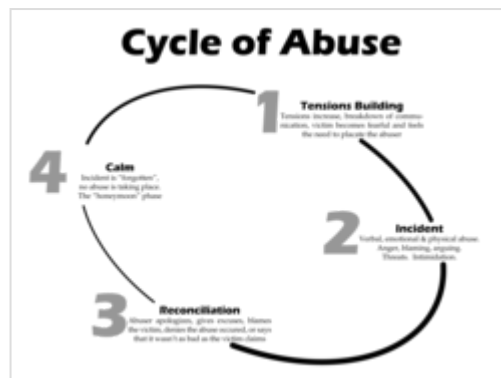 Cycle of Abuse
1
Tensions Building
Tensions increase, breakdown of commu-
nication, victim becomes fearful and feels
the need to placate the abuser
2
Incident
Verbal, emotional & physical abuse.
Anger, blaming, arguing.
Threats. Intimidation.
3
Reconciliation
Abuser apologizes, gives excuses, blames
the victim, denies the abuse occured, or says
that it wasn't as bad as the victim claims
4
Calm
Incident is "forgotten",
no abuse is taking place.
The "honeymoon" phase